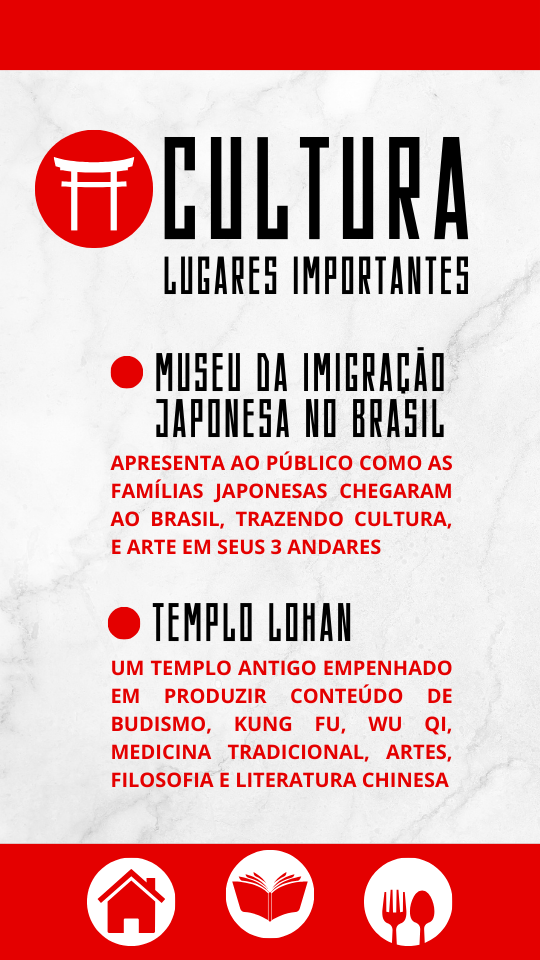 CULTURA
LUGARES IMPORTANTES
MUSEU DA IMIGRAÇÃO
JAPONESA NO BRASIL
APRESENTA AO PÚBLICO COMO AS
FAMÍLIAS JAPONESAS CHEGARAM
AO BRASIL, TRAZENDO CULTURA,
E ARTE EM SEUS 3 ANDARES
TEMPLO LOHAN
UM TEMPLO ANTIGO EMPENHADO
EM PRODUZIR CONTEÚDO DE
BUDISMO, KUNG FU, WU QI,
MEDICINA TRADICIONAL, ARTES,
FILOSOFIA E LITERATURA CHINESA